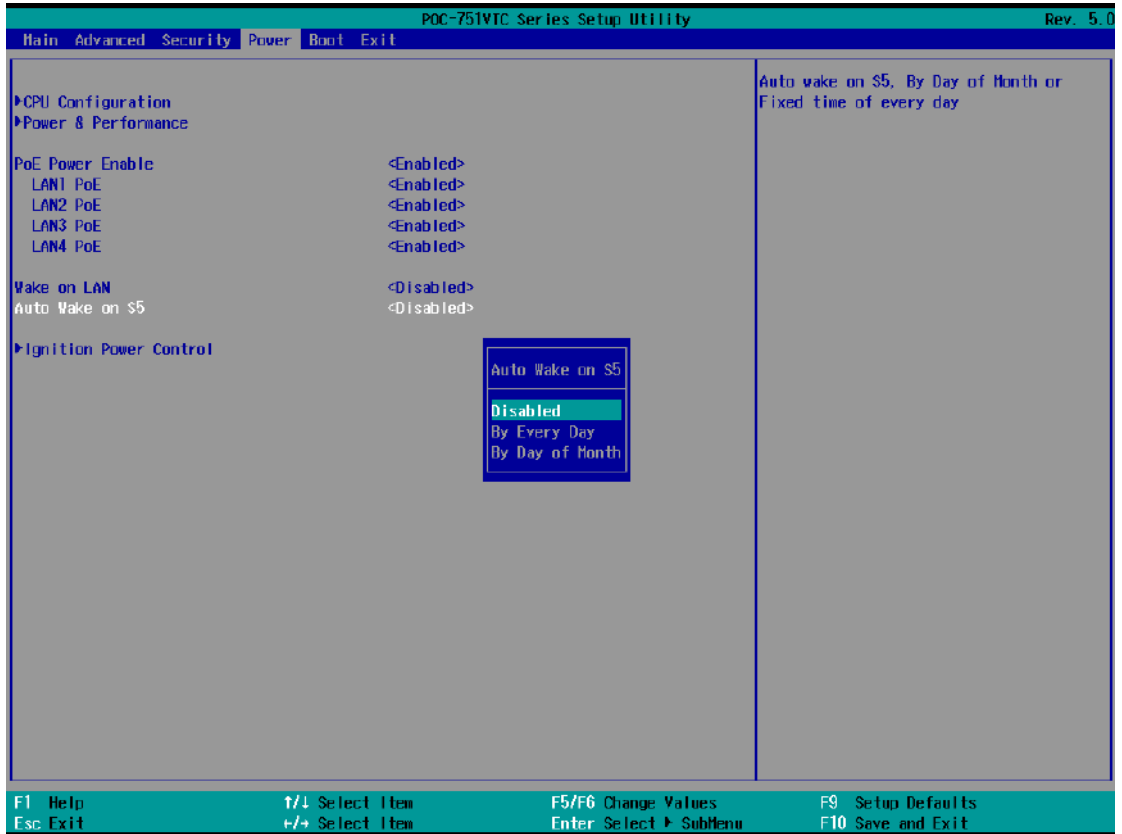 POC-751VTC Series Setup Utility Rev. 5.0
Main Advanced Security Power Boot Exit
Auto wake on S5, By Day of Month or
Fixed time of every day
▶CPU Configuration
▶Power & Performance
PoE Power Enable <Enabled>
LAN1 PoE <Enabled>
LAN2 PoE <Enabled>
LAN3 PoE <Enabled>
LAN4 PoE <Enabled>
Wake on LAN <Disabled>
Auto Wake on S5 <Disabled>
▶Ignition Power Control
Auto Wake on S5
Disabled
By Every Day
By Day of Month
F1 Help ↑/↓ Select Item F5/F6 Change Values F9 Setup Defaults
Esc Exit ←/→ Select Item Enter Select ▶ SubMenu F10 Save and Exit